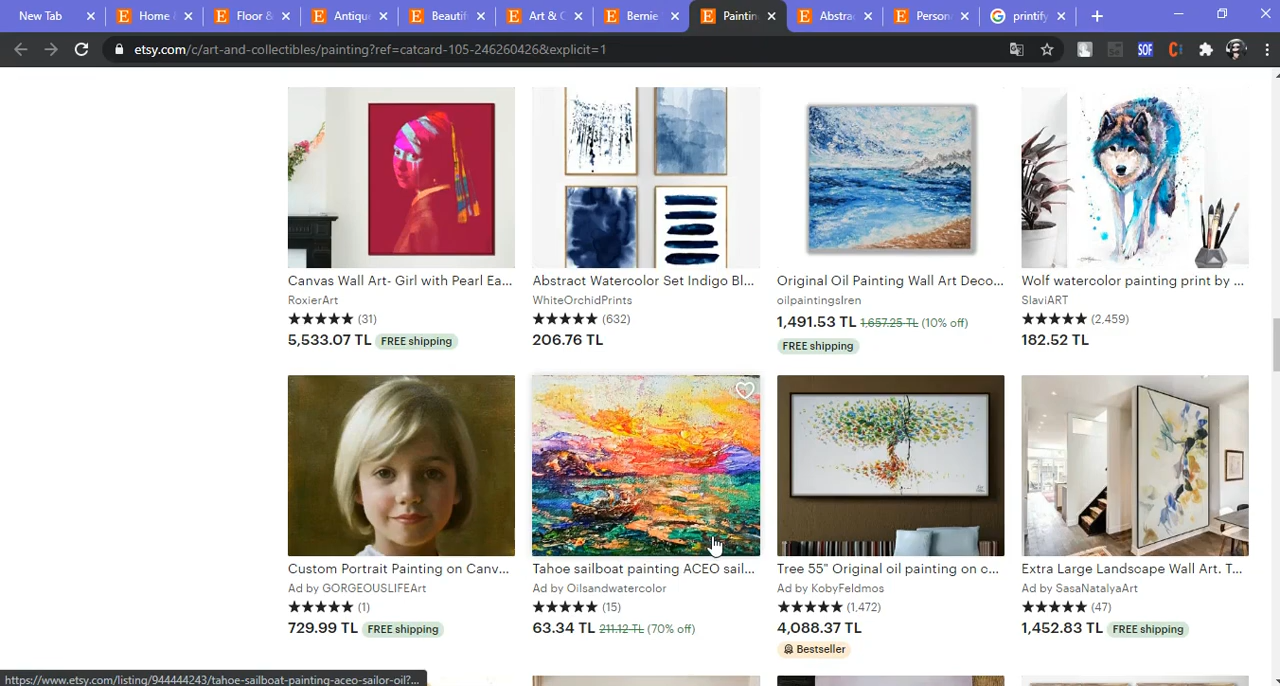 New Tab
Home &
Floor &
Antiqu
Beautif
Art & C
Bernie
Paintin
Abstra
Person
printify
etsy.com/c/art-and-collectibles/painting?ref=catcard-105-246260426&explicit=1
SOF
Canvas Wall Art- Girl with Pearl Ea...
RoxierArt
(31)
5,533.07 TL FREE shipping
Abstract Watercolor Set Indigo Bl...
WhiteOrchidPrints
(632)
206.76 TL
Original Oil Painting Wall Art Deco...
oilpaintingsIren
1,491.53 TL 1,657.25 TL (10% off)
FREE shipping
Wolf watercolor painting print by ...
SlaviART
(2,459)
182.52 TL
Custom Portrait Painting on Canv...
Ad by GORGEOUSLIFEArt
(1)
729.99 TL FREE shipping
Tahoe sailboat painting ACEO sail...
Ad by Oilsandwatercolor
(15)
63.34 TL 211.12 TL (70% off)
Tree 55" Original oil painting on c...
Ad by KobyFeldmos
(1,472)
4,088.37 TL
Bestseller
Extra Large Landscape Wall Art. T...
Ad by SasaNatalyaArt
(47)
1,452.83 TL FREE shipping
https://www.etsy.com/listing/944444243/tahoe-sailboat-painting-aceo-sailor-oil?...